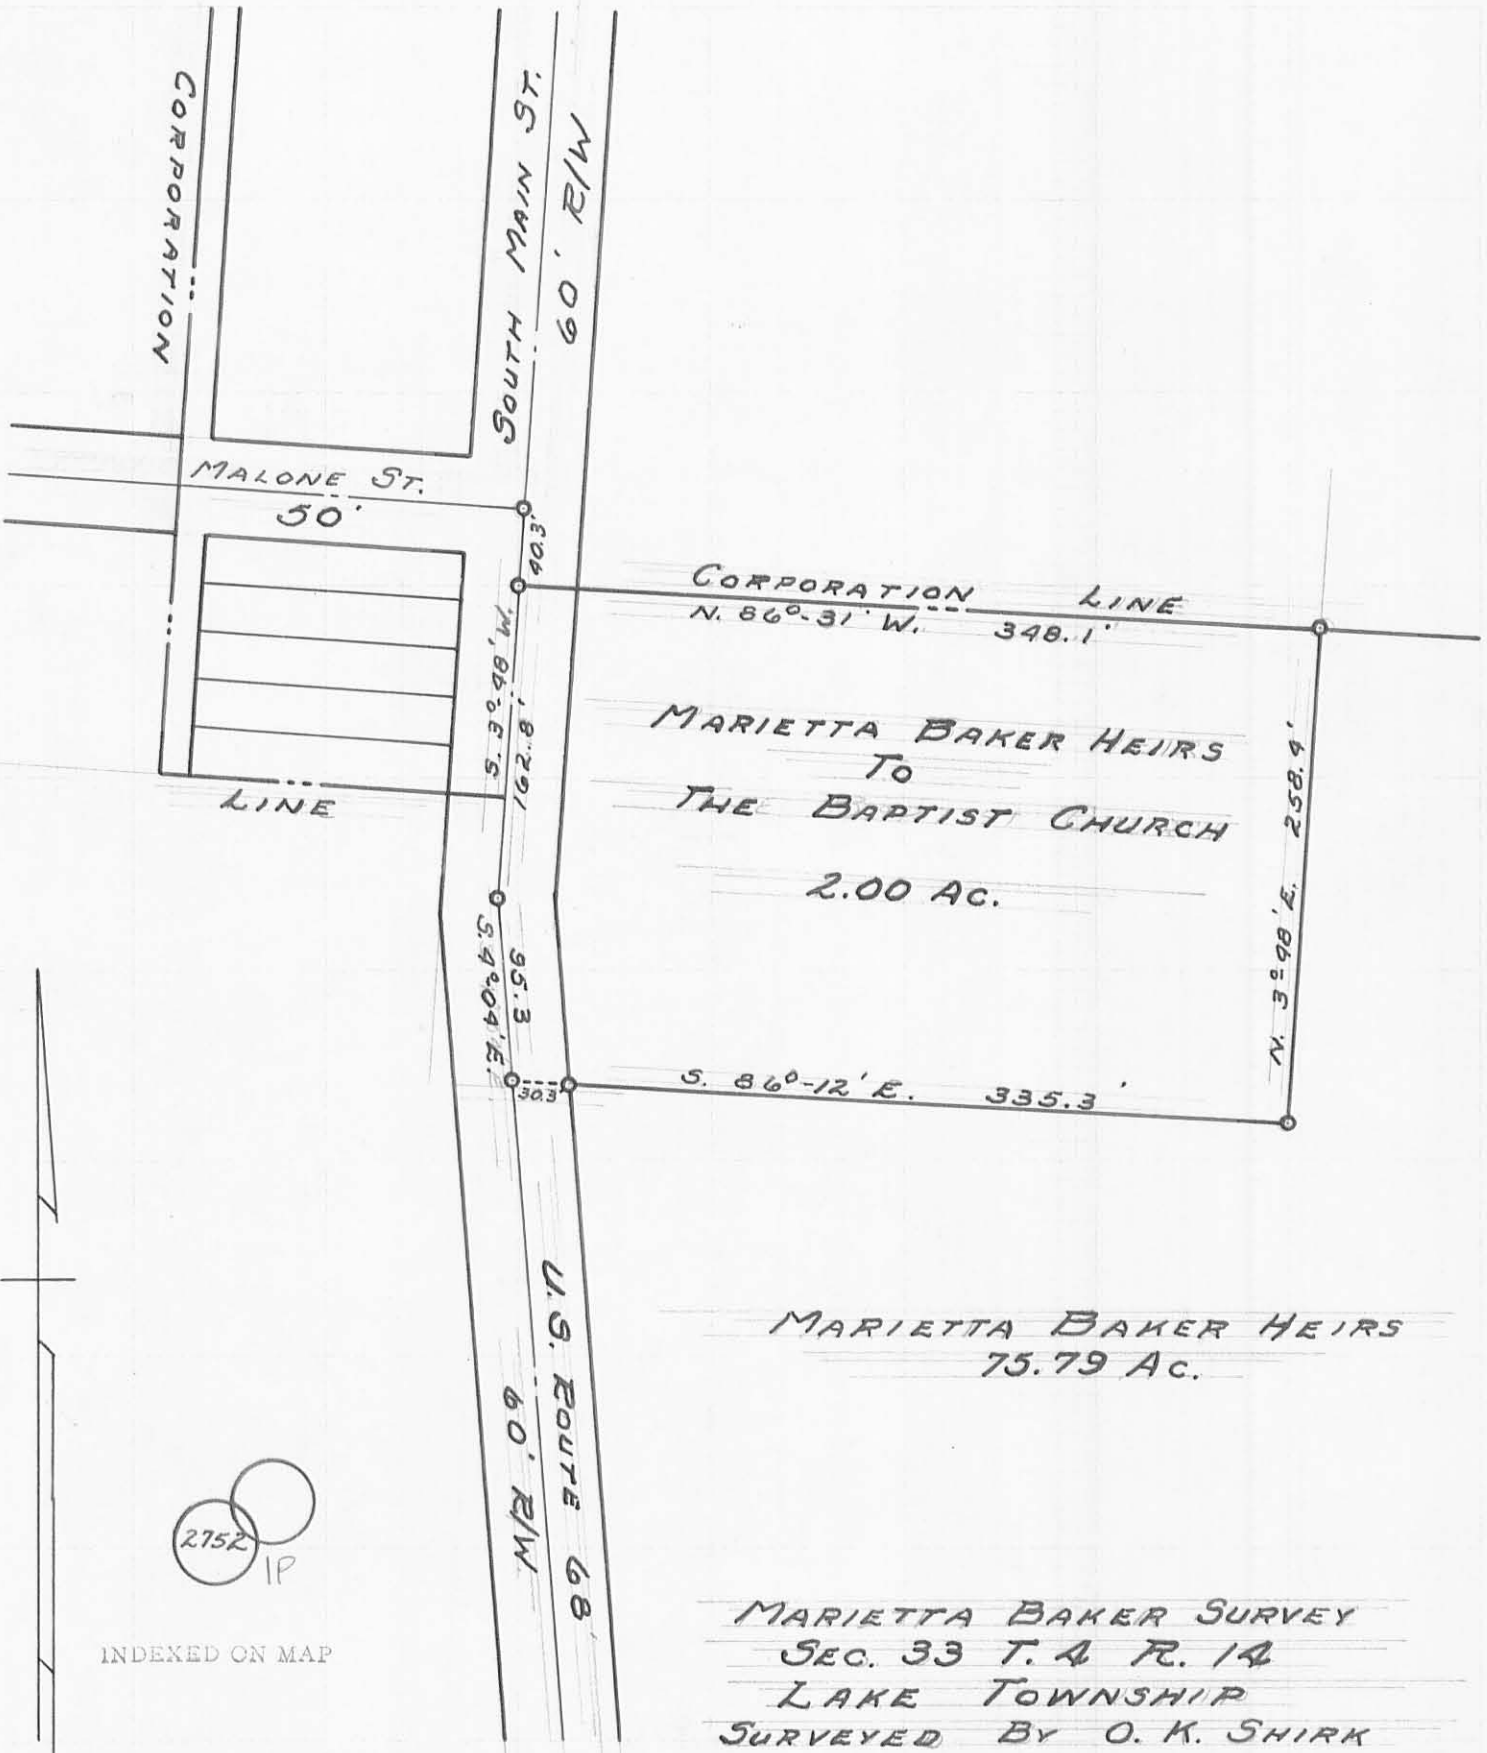 CORPORATION
SOUTH MAIN ST.
60' R/W
MALONE ST.
50'
40.3'
CORPORATION LINE
N. 86°-31' W. 348.1'
S. 3°-48' W.
162.8'
LINE
MARIETTA BAKER HEIRS
TO
THE BAPTIST CHURCH
2.00 AC.
N. 3°-48' E. 258.4'
S. 4°-04' E.
95.3
30.3'
S. 86°-12' E. 335.3'
U.S. ROUTE 68
60' R/W
MARIETTA BAKER HEIRS
75.79 AC.
2752
1P
INDEXED ON MAP
MARIETTA BAKER SURVEY
SEC. 33 T. 4 R. 14
LAKE TOWNSHIP
SURVEYED BY O. K. SHIRK